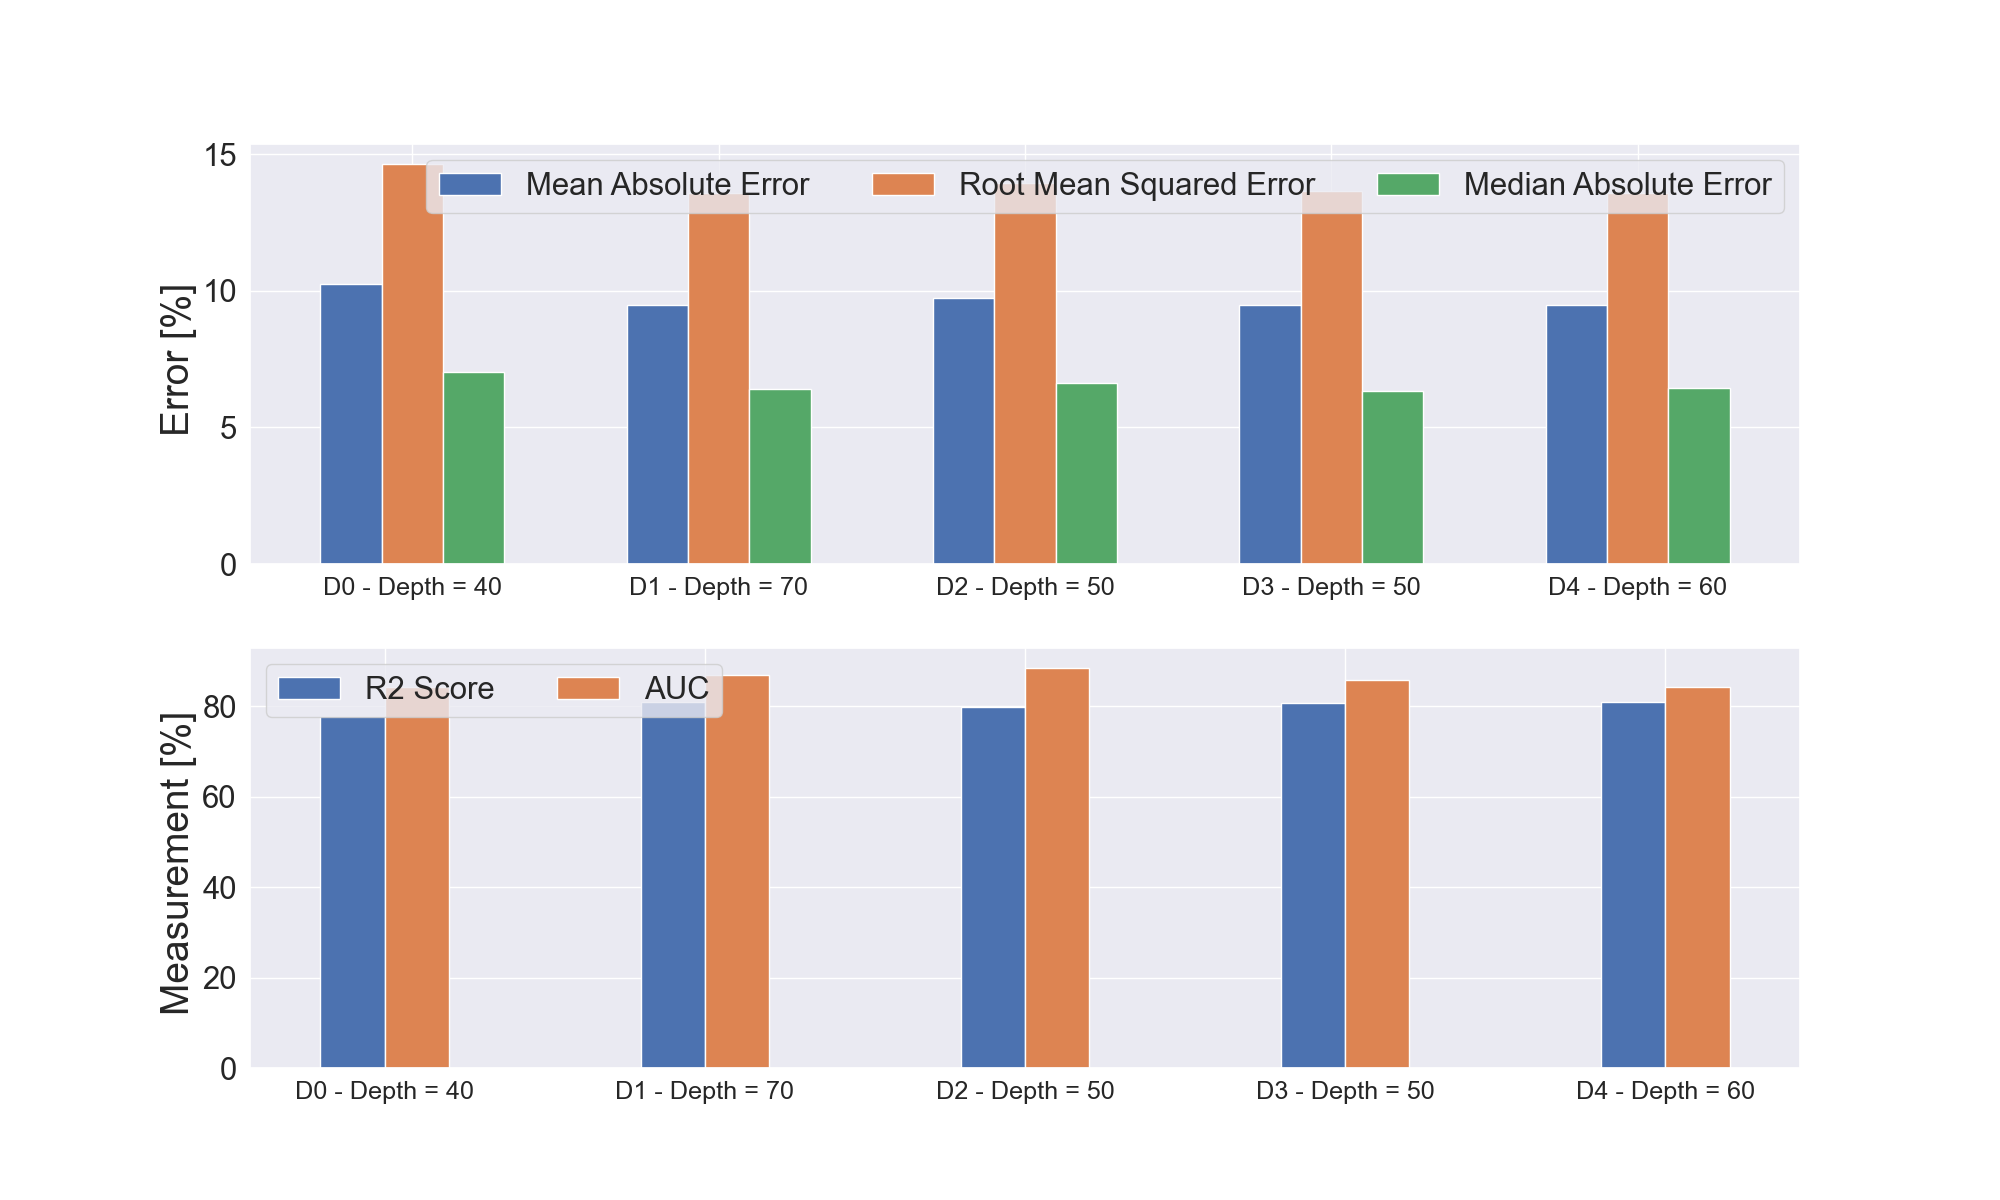 15
Mean Absolute Error Root Mean Squared Error Median Absolute Error
10
Error [%]
5
0
D0 - Depth = 40 D1 - Depth = 70 D2 - Depth = 50 D3 - Depth = 50 D4 - Depth = 60
R2 Score AUC
80
Measurement [%]
60
40
20
0
D0 - Depth = 40 D1 - Depth = 70 D2 - Depth = 50 D3 - Depth = 50 D4 - Depth = 60